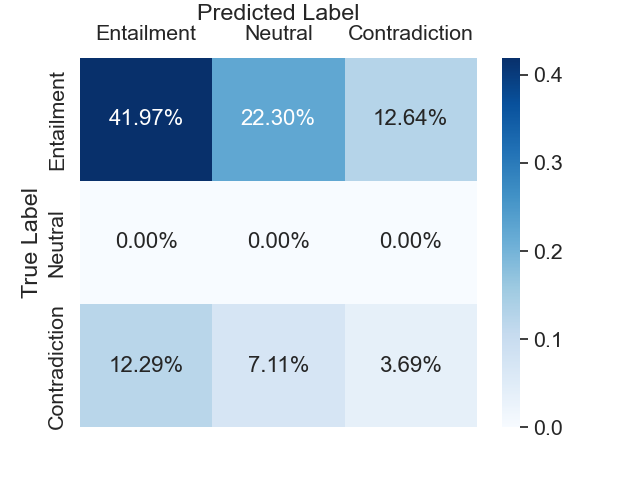 Predicted Label
Entailment Neutral Contradiction
True Label
Entailment
41.97% 22.30% 12.64%
Neutral
0.00% 0.00% 0.00%
Contradiction
12.29% 7.11% 3.69%
0.4
0.3
0.2
0.1
0.0